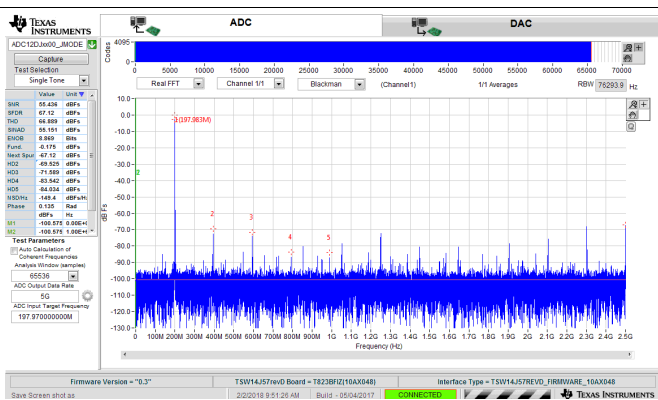 TEXAS INSTRUMENTS
ADC
DAC
ADC12DJxx00_JMODE
Capture
Test Selection
Single Tone
Value Unit
SNR 55.436 dBFs
SFDR 67.12 dBFs
THD 66.889 dBFs
SINAD 55.151 dBFs
ENOB 8.869 Bits
Fund. -0.175 dBFs
Next Spur -67.12 dBFs
HD2 -69.525 dBFs
HD3 -71.589 dBFs
HD4 -83.542 dBFs
HD5 -84.034 dBFs
NSD/Hz -149.4 dBFs/H
Phase 0.135 Rad
dBFs Hz
M1 -100.575 0.00E+
M2 -100.575 1.00E+
Test Parameters
Auto Calculation of
Coherent Frequencies
Analysis Window (samples)
65536
ADC Output Data Rate
5G
ADC Input Target Frequency
197.970000000M
Codes
4095
0
0 5000 10000 15000 20000 25000 30000 35000 40000 45000 50000 55000 60000 65000 70000
Real FFT Channel 1/1 Blackman (Channel1) 1/1 Averages RBW 76293.9 Hz
dBFs
10.0
0.0
-10.0
-20.0
-30.0
-40.0
-50.0
-60.0
-70.0
-80.0
-90.0
-100.0
-110.0
-120.0
-130.0
1(197.983M)
2
3
4
5
0 100M 200M 300M 400M 500M 600M 700M 800M 900M 1G 1.1G 1.2G 1.3G 1.4G 1.5G 1.6G 1.7G 1.8G 1.9G 2G 2.1G 2.2G 2.3G 2.4G 2.5G
Frequency (Hz)
Firmware Version = "0.3" TSW14J57revD Board = T823BFIZ(10AX048) Interface Type = TSW14J57REVD_FIRMWARE_10AX048
Save Screen shot as 2/2/2018 9:51:26 AM Build - 05/04/2017 CONNECTED TEXAS INSTRUMENTS